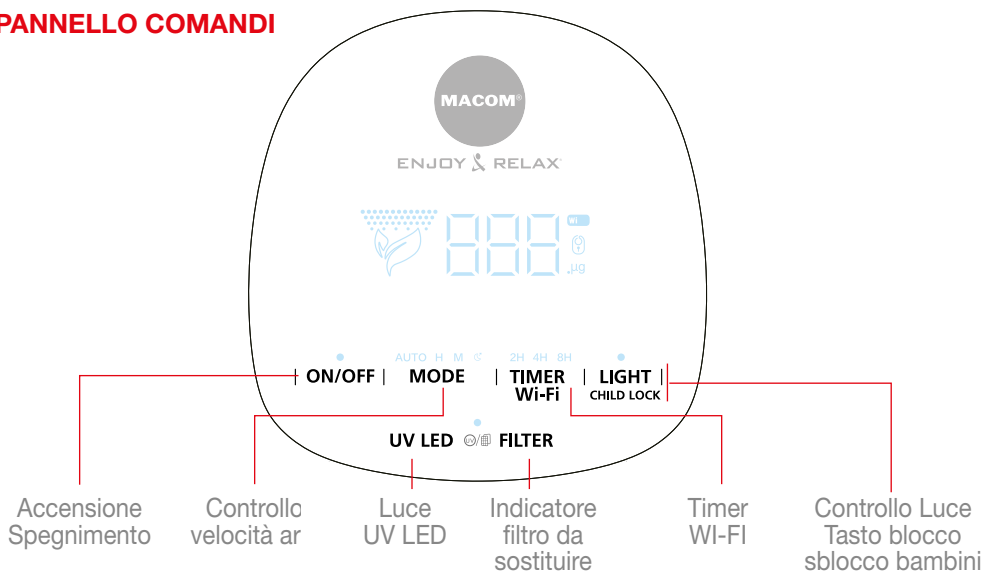 PANNELLO COMANDI
MACOM®
ENJOY RELAX
888
Wi
µg
AUTO H M
2H 4H 8H
ON/OFF MODE TIMER LIGHT
Wi-Fi CHILD LOCK
UV LED UV/ FILTER
Accensione
Spegnimento
Controllo
velocità ar
Luce
UV LED
Indicatore
filtro da
sostituire
Timer
WI-FI
Controllo Luce
Tasto blocco
sblocco bambini